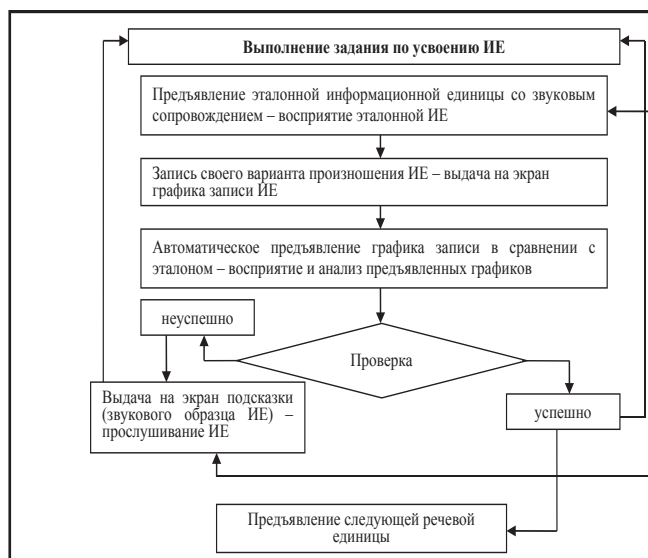 Выполнение задания по усвоению ИЕ
Предъявление эталонной информационной единицы со звуковым
сопровождением – восприятие эталонной ИЕ
Запись своего варианта произношения ИЕ – выдача на экран
графика записи ИЕ
Автоматическое предъявление графика записи в сравнении с
эталоном – восприятие и анализ предъявленных графиков
неуспешно
Проверка
Выдача на экран подсказки
(звукового образца ИЕ) –
прослушивание ИЕ
успешно
Предъявление следующей речевой
единицы